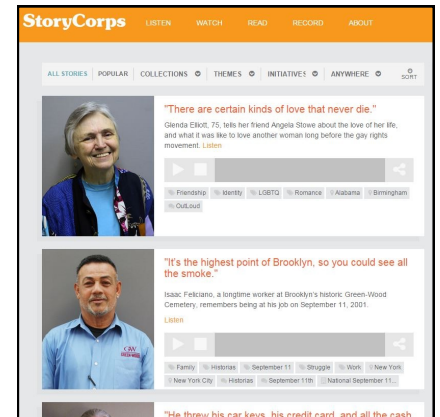 StoryCorps LISTEN WATCH READ RECORD ABOUT
ALL STORIES POPULAR COLLECTIONS THEMES INITIATIVES ANYWHERE SORT
"There are certain kinds of love that never die."
Glenda Elliott, 75, tells her friend Angela Stowe about the love of her life,
and what it was like to love another woman long before the gay rights
movement. Listen
Friendship Identity LGBTQ Romance Alabama Birmingham
OutLoud
"It's the highest point of Brooklyn, so you could see all
the smoke."
Isaac Feliciano, a longtime worker at Brooklyn's historic Green-Wood
Cemetery, remembers being at his job on September 11, 2001.
Listen
Family Historias September 11 Struggle Work New York
New York City Historias September 11th National September 11...
"He threw his car keys, his credit card, and all the cash